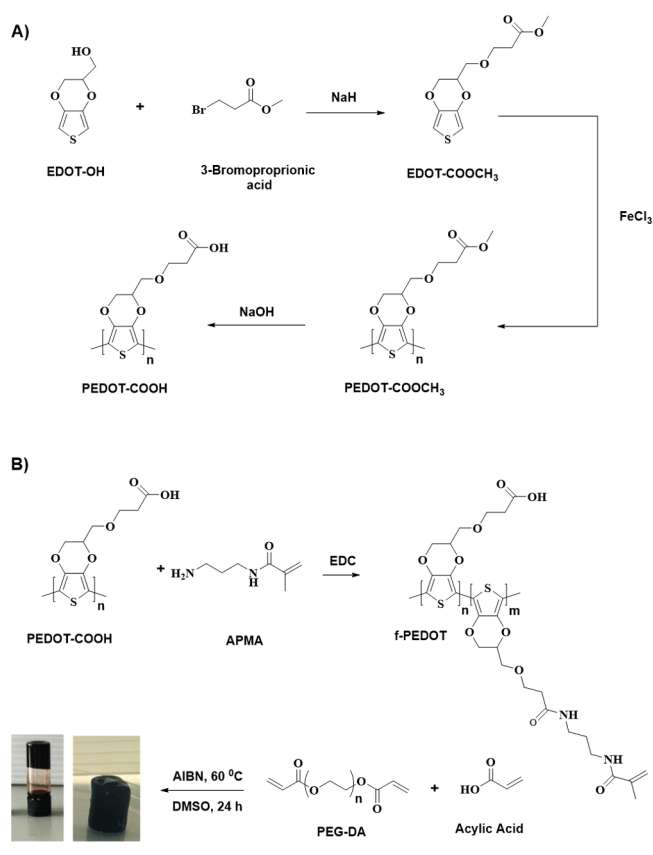 A)
HO
O
O
S
EDOT-OH
+
Br
O
O
3-Bromoproprionic
acid
NaH
O
O
O
O
O
S
EDOT-COOCH3
FeCl3
O
OH
O
O
O
S
n
PEDOT-COOH
NaOH
O
O
O
O
O
S
n
PEDOT-COOCH3
B)
O
OH
O
O
O
S
n
PEDOT-COOH
+
H2N
N
H
O
APMA
EDC
O
OH
O
O
O
S
n
S
m
O
O
f-PEDOT
O
O
NH
NH
O
AIBN, 60 ⁰C
DMSO, 24 h
O
O
O
n
O
PEG-DA
+
O
HO
Acylic Acid